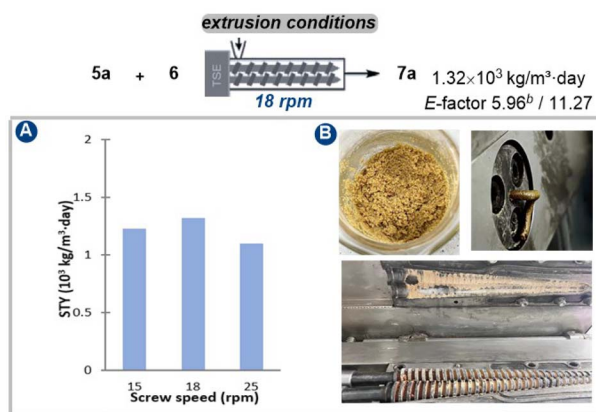 extrusion conditions
5a + 6 TSE 7a 1.32×10³ kg/m³·day
18 rpm E-factor 5.96ᵇ / 11.27
A
B
2
1.5
1
0.5
0
STY (10³ kg/m³·day)
15 18 25
Screw speed (rpm)